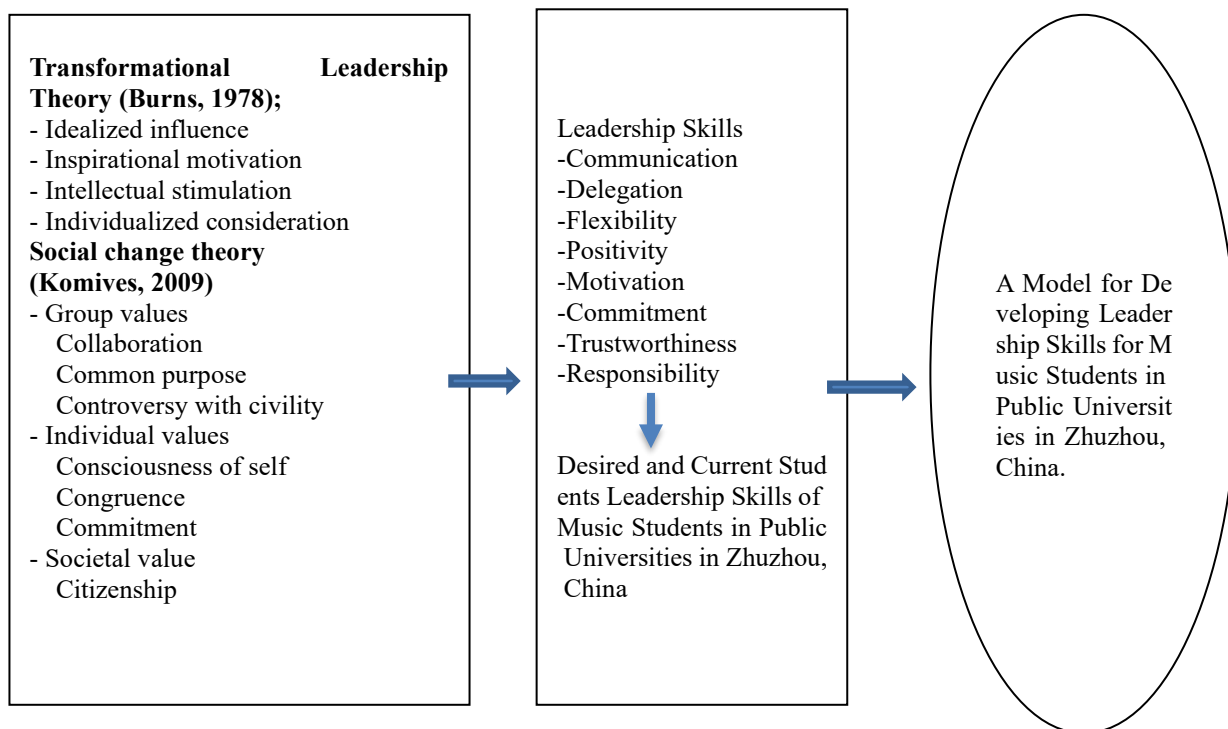 Transformational Leadership
Theory (Burns, 1978);
- Idealized influence
- Inspirational motivation
- Intellectual stimulation
- Individualized consideration
Social change theory
(Komives, 2009)
- Group values
Collaboration
Common purpose
Controversy with civility
- Individual values
Consciousness of self
Congruence
Commitment
- Societal value
Citizenship
Leadership Skills
-Communication
-Delegation
-Flexibility
-Positivity
-Motivation
-Commitment
-Trustworthiness
-Responsibility
Desired and Current Stud
ents Leadership Skills of
Music Students in Public
Universities in Zhuzhou,
China
A Model for De
veloping Leader
ship Skills for M
usic Students in
Public Universit
ies in Zhuzhou,
China.